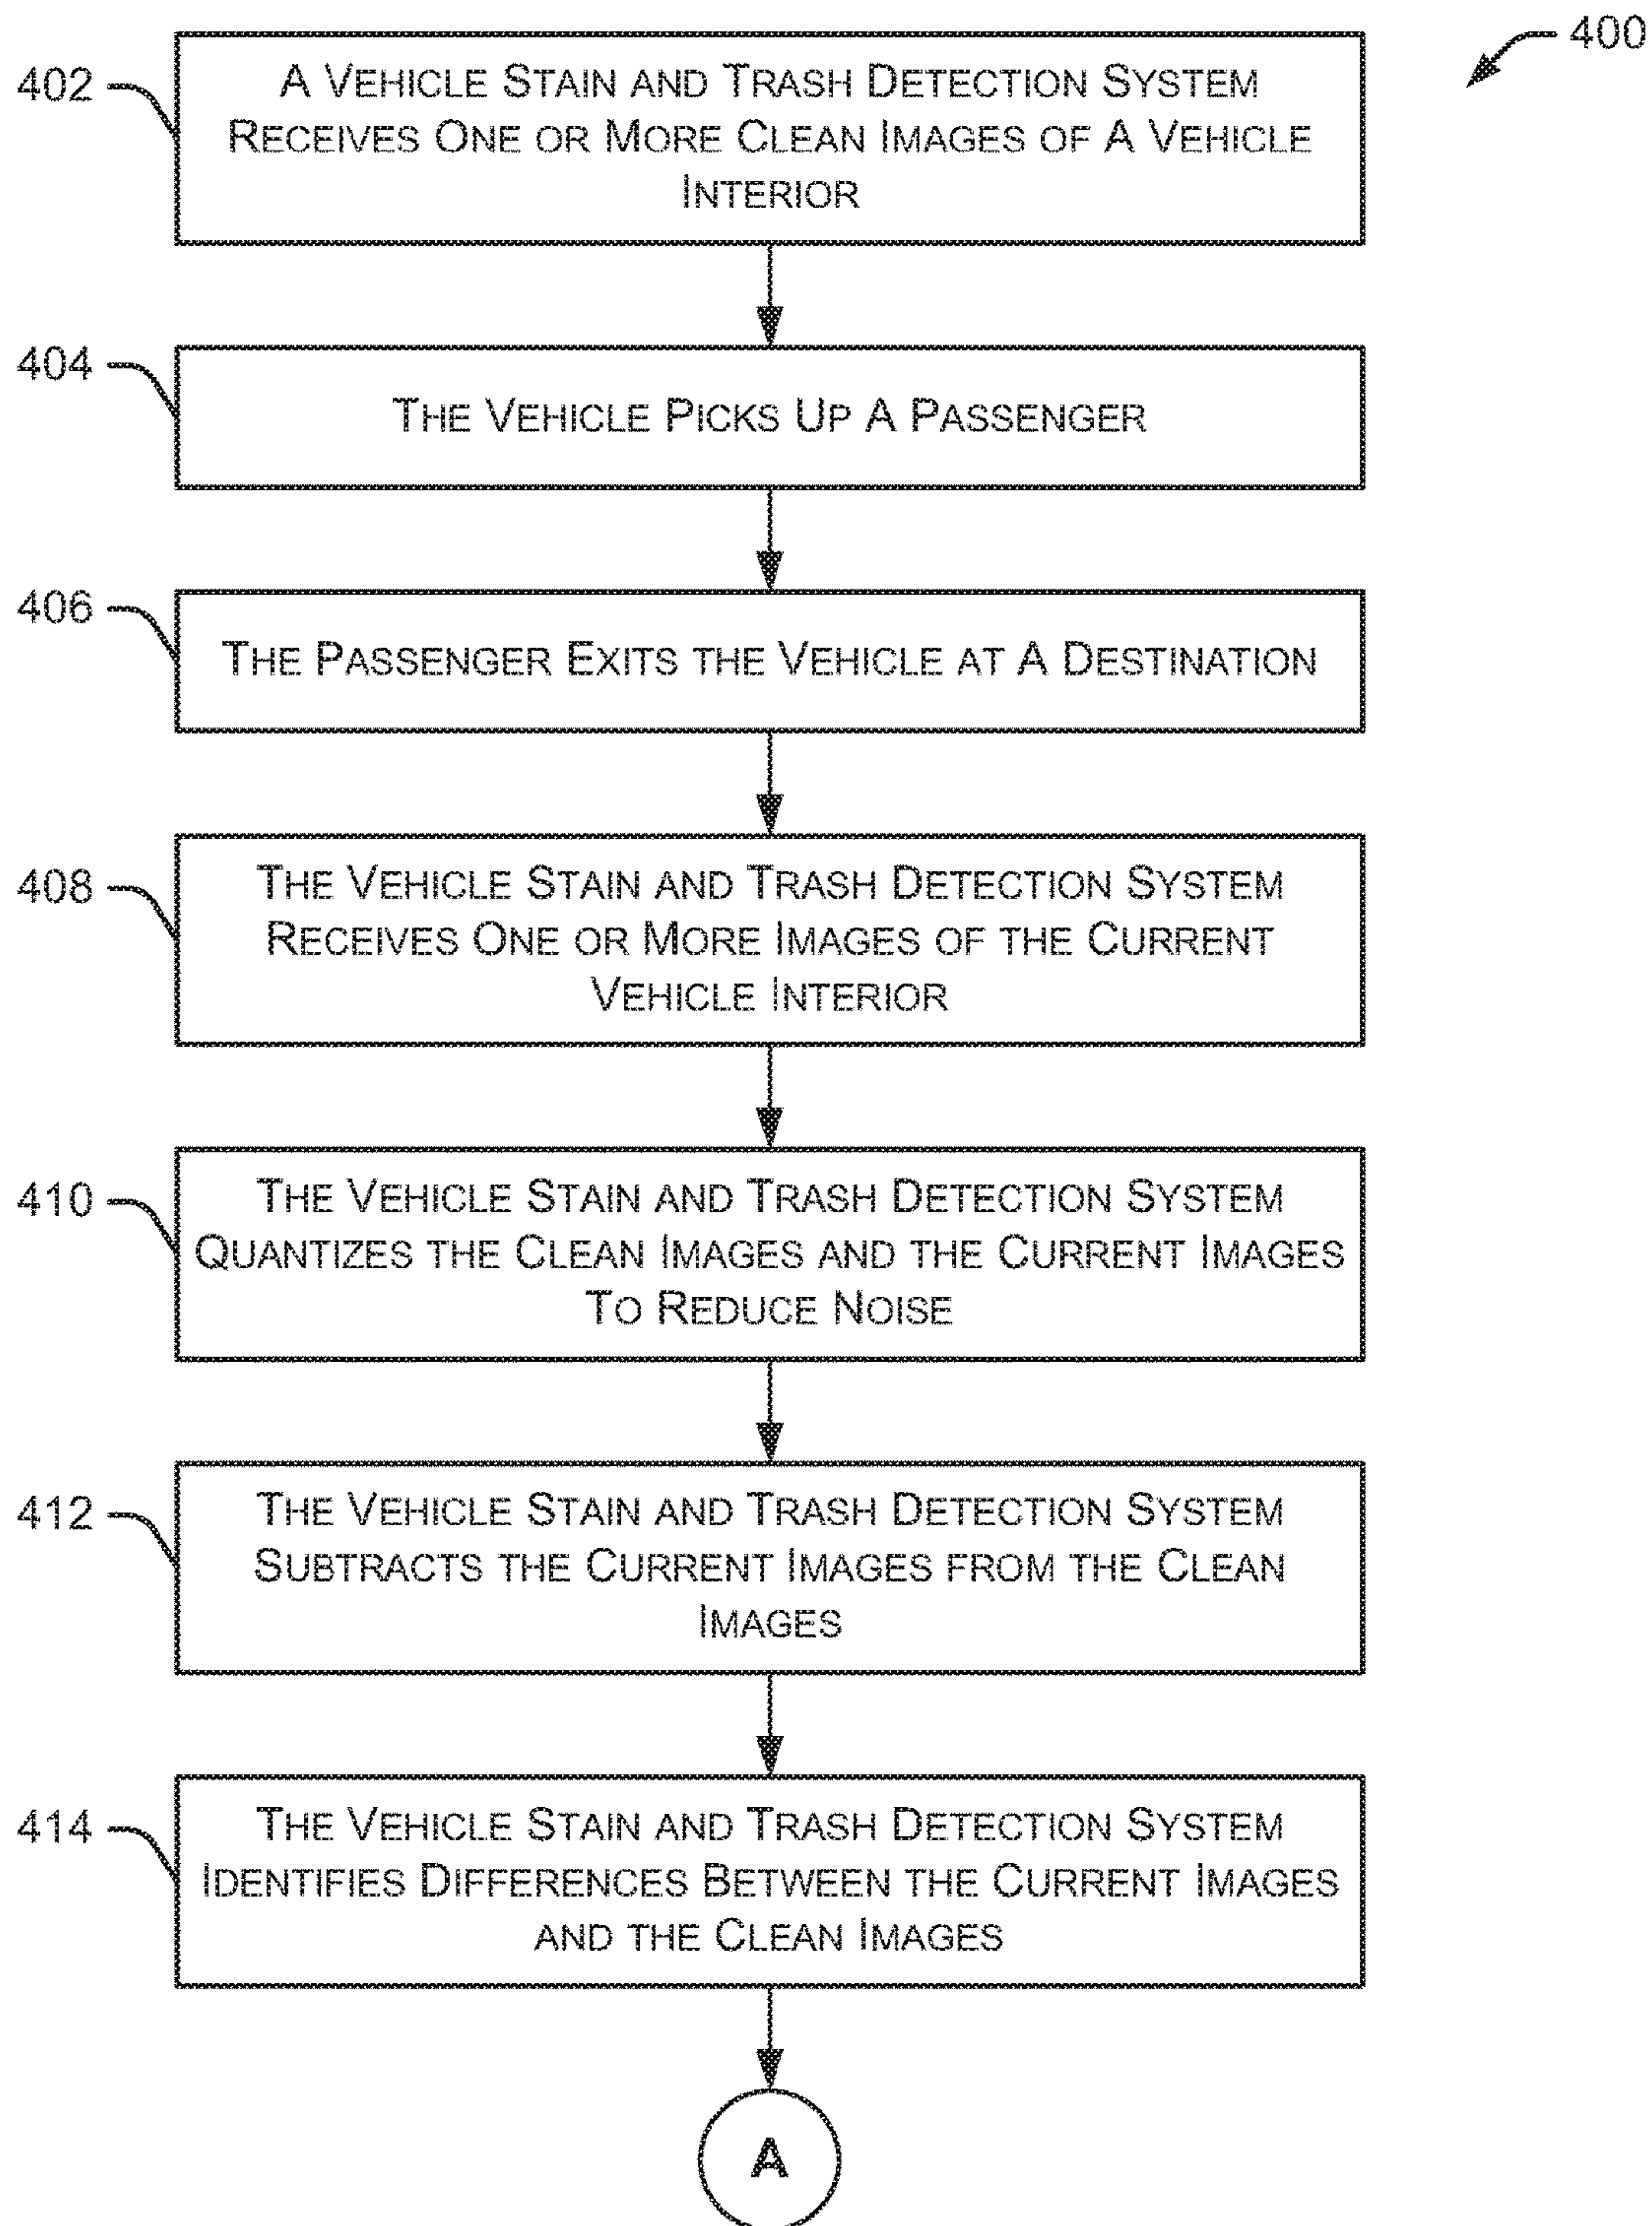 400
402
A VEHICLE STAIN AND TRASH DETECTION SYSTEM
RECEIVES ONE OR MORE CLEAN IMAGES OF A VEHICLE
INTERIOR
404
THE VEHICLE PICKS UP A PASSENGER
406
THE PASSENGER EXITS THE VEHICLE AT A DESTINATION
408
THE VEHICLE STAIN AND TRASH DETECTION SYSTEM
RECEIVES ONE OR MORE IMAGES OF THE CURRENT
VEHICLE INTERIOR
410
THE VEHICLE STAIN AND TRASH DETECTION SYSTEM
QUANTIZES THE CLEAN IMAGES AND THE CURRENT IMAGES
TO REDUCE NOISE
412
THE VEHICLE STAIN AND TRASH DETECTION SYSTEM
SUBTRACTS THE CURRENT IMAGES FROM THE CLEAN
IMAGES
414
THE VEHICLE STAIN AND TRASH DETECTION SYSTEM
IDENTIFIES DIFFERENCES BETWEEN THE CURRENT IMAGES
AND THE CLEAN IMAGES
A